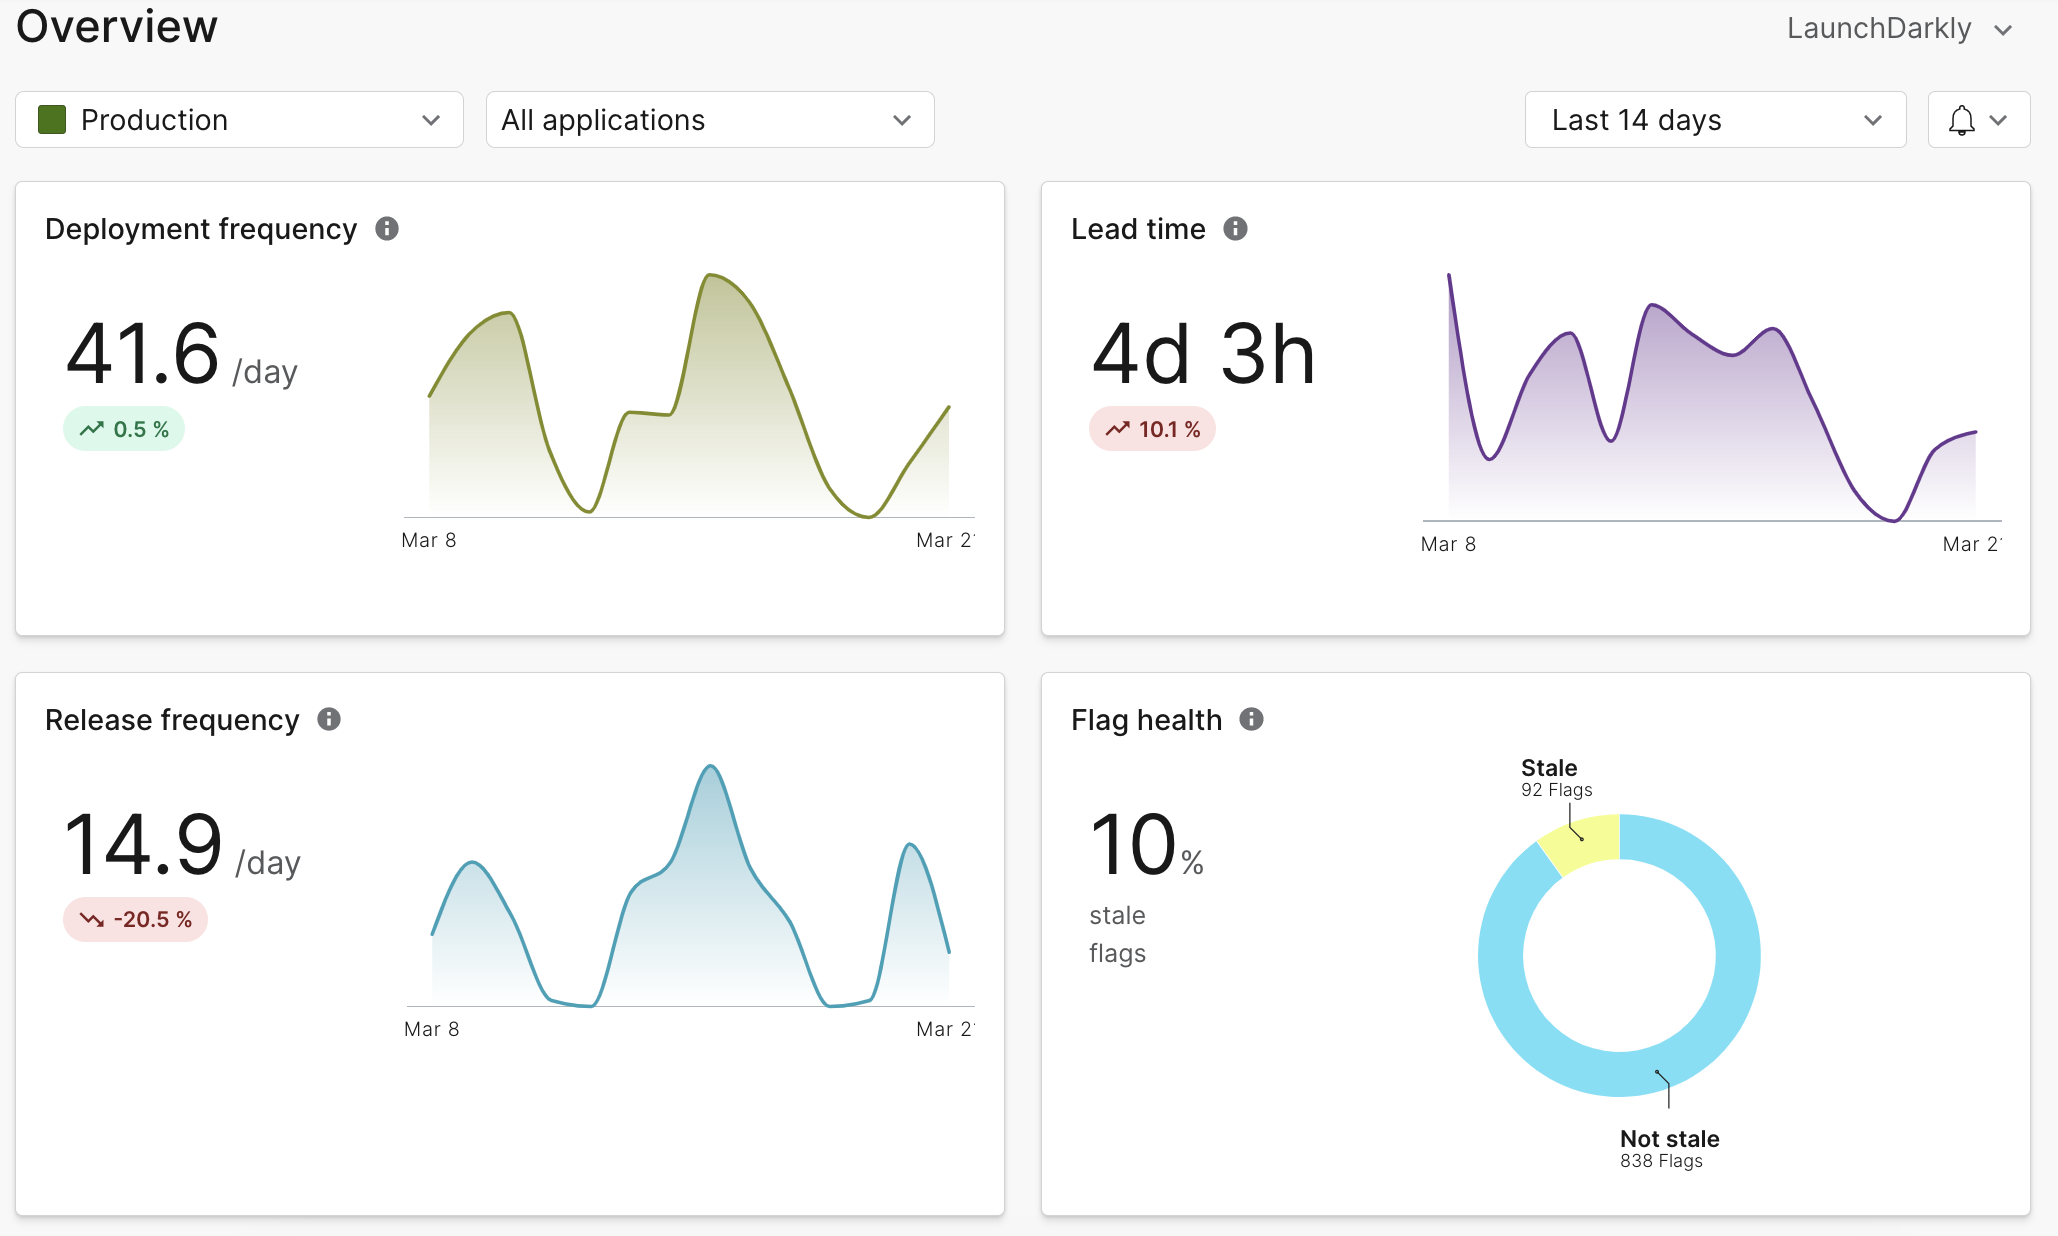 Overview
LaunchDarkly
Production
All applications
Last 14 days
Deployment frequency
41.6 /day
0.5 %
Mar 8
Mar 2
Lead time
4d 3h
10.1 %
Mar 8
Mar 2
Release frequency
14.9 /day
-20.5 %
Mar 8
Mar 2
Flag health
10%
stale
flags
Stale
92 Flags
Not stale
838 Flags